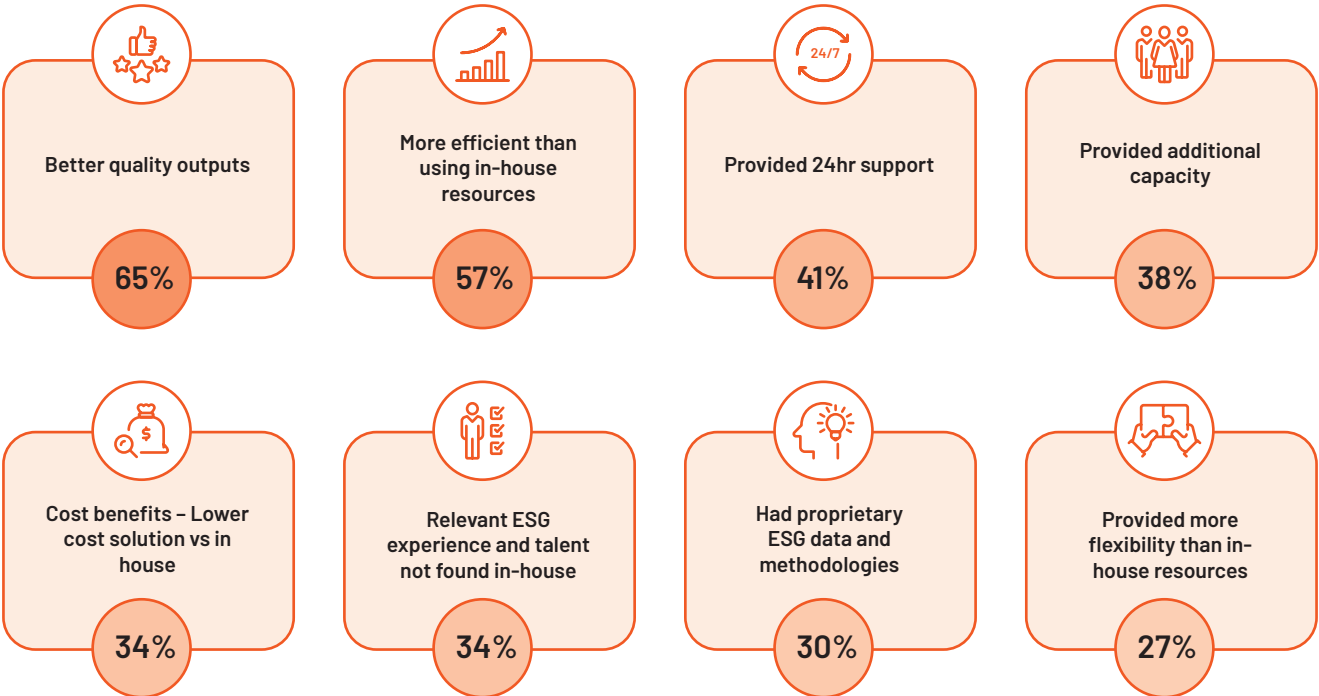 24/7
Better quality outputs
65%
More efficient than
using in-house
resources
57%
Provided 24hr support
41%
Provided additional
capacity
38%
$
Cost benefits – Lower
cost solution vs in
house
34%
Relevant ESG
experience and talent
not found in-house
34%
Had proprietary
ESG data and
methodologies
30%
Provided more
flexibility than in-
house resources
27%